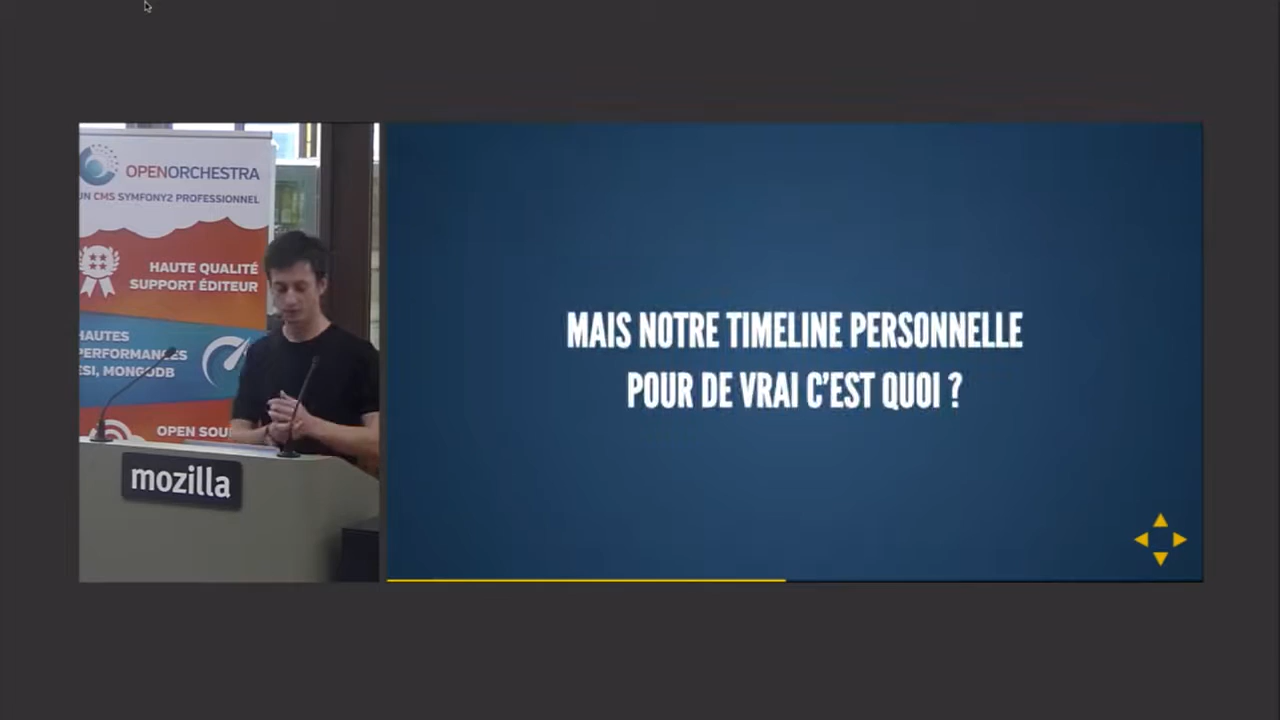 OPENORCHESTRA
UN CMS SYMFONY2 PROFESSIONNEL
HAUTE QUALITÉ
SUPPORT ÉDITEUR
HAUTES
PERFORMANCES
ESI, MONGODB
OPEN SOU
mozilla
MAIS NOTRE TIMELINE PERSONNELLE
POUR DE VRAI C'EST QUOI ?